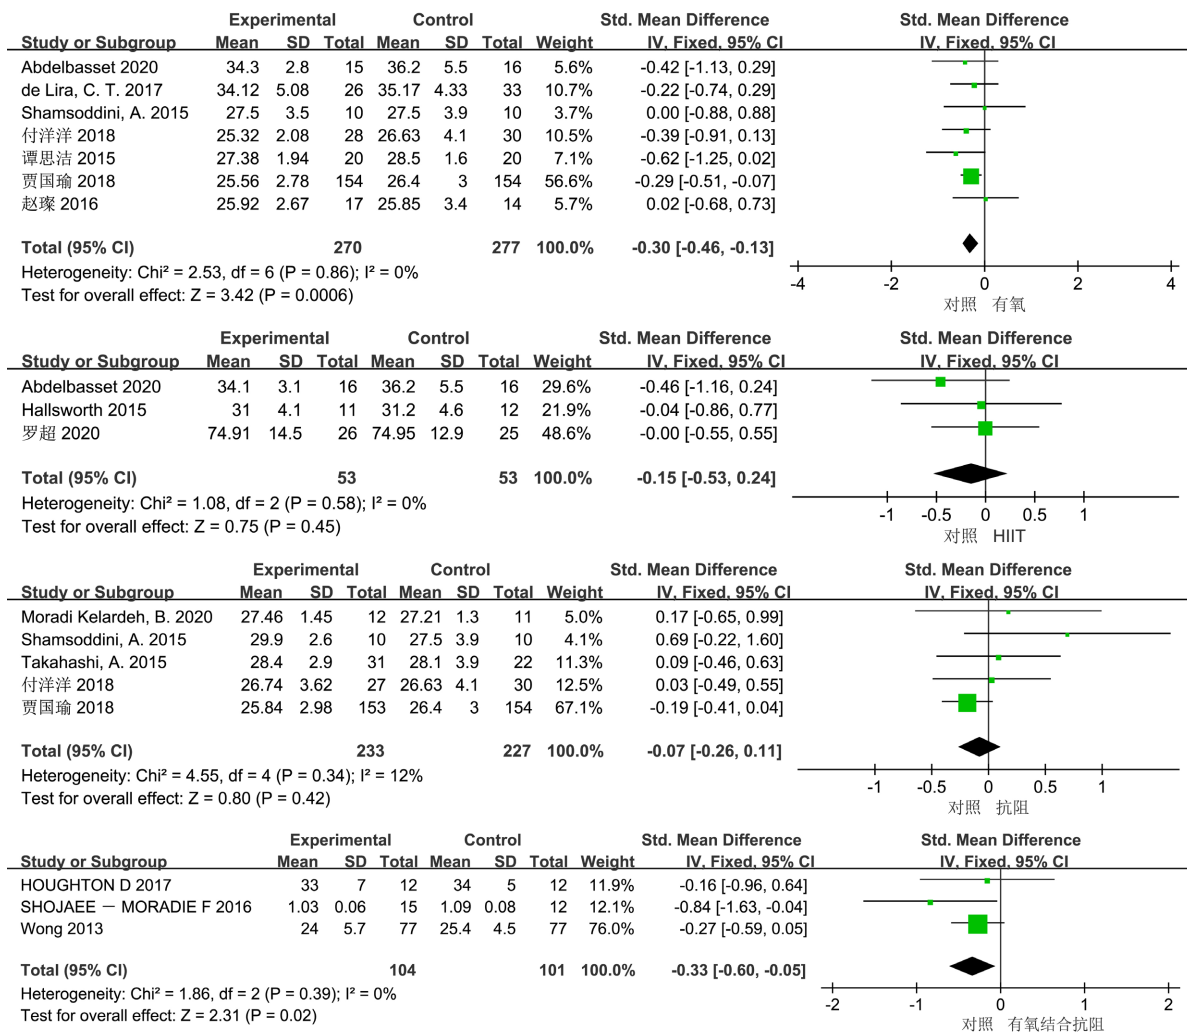 Experimental Control Std. Mean Difference Std. Mean Difference
Study or Subgroup Mean SD Total Mean SD Total Weight IV, Fixed, 95% CI IV, Fixed, 95% CI
Abdelbasset 2020 34.3 2.8 15 36.2 5.5 16 5.6% -0.42 [-1.13, 0.29]
de Lira, C. T. 2017 34.12 5.08 26 35.17 4.33 33 10.7% -0.22 [-0.74, 0.29]
Shamsoddini, A. 2015 27.5 3.5 10 27.5 3.9 10 3.7% 0.00 [-0.88, 0.88]
付洋洋 2018 25.32 2.08 28 26.63 4.1 30 10.5% -0.39 [-0.91, 0.13]
谭思洁 2015 27.38 1.94 20 28.5 1.6 20 7.1% -0.62 [-1.25, 0.02]
贾国瑜 2018 25.56 2.78 154 26.4 3 154 56.6% -0.29 [-0.51, -0.07]
赵璨 2016 25.92 2.67 17 25.85 3.4 14 5.7% 0.02 [-0.68, 0.73]
Total (95% CI) 270 277 100.0% -0.30 [-0.46, -0.13]
Heterogeneity: Chi² = 2.53, df = 6 (P = 0.86); I² = 0%
Test for overall effect: Z = 3.42 (P = 0.0006)
-4 -2 0 2 4
对照 有氧
Experimental Control Std. Mean Difference Std. Mean Difference
Study or Subgroup Mean SD Total Mean SD Total Weight IV, Fixed, 95% CI IV, Fixed, 95% CI
Abdelbasset 2020 34.1 3.1 16 36.2 5.5 16 29.6% -0.46 [-1.16, 0.24]
Hallsworth 2015 31 4.1 11 31.2 4.6 12 21.9% -0.04 [-0.86, 0.77]
罗超 2020 74.91 14.5 26 74.95 12.9 25 48.6% -0.00 [-0.55, 0.55]
Total (95% CI) 53 53 100.0% -0.15 [-0.53, 0.24]
Heterogeneity: Chi² = 1.08, df = 2 (P = 0.58); I² = 0%
Test for overall effect: Z = 0.75 (P = 0.45)
-1 -0.5 0 0.5 1
对照 HIIT
Experimental Control Std. Mean Difference Std. Mean Difference
Study or Subgroup Mean SD Total Mean SD Total Weight IV, Fixed, 95% CI IV, Fixed, 95% CI
Moradi Kelardeh, B. 2020 27.46 1.45 12 27.21 1.3 11 5.0% 0.17 [-0.65, 0.99]
Shamsoddini, A. 2015 29.9 2.6 10 27.5 3.9 10 4.1% 0.69 [-0.22, 1.60]
Takahashi, A. 2015 28.4 2.9 31 28.1 3.9 22 11.3% 0.09 [-0.46, 0.63]
付洋洋 2018 26.74 3.62 27 26.63 4.1 30 12.5% 0.03 [-0.49, 0.55]
贾国瑜 2018 25.84 2.98 153 26.4 3 154 67.1% -0.19 [-0.41, 0.04]
Total (95% CI) 233 227 100.0% -0.07 [-0.26, 0.11]
Heterogeneity: Chi² = 4.55, df = 4 (P = 0.34); I² = 12%
Test for overall effect: Z = 0.80 (P = 0.42)
-1 -0.5 0 0.5 1
对照 抗阻
Experimental Control Std. Mean Difference Std. Mean Difference
Study or Subgroup Mean SD Total Mean SD Total Weight IV, Fixed, 95% CI IV, Fixed, 95% CI
HOUGHTON D 2017 33 7 12 34 5 12 11.9% -0.16 [-0.96, 0.64]
SHOJAEE － MORADIE F 2016 1.03 0.06 15 1.09 0.08 12 12.1% -0.84 [-1.63, -0.04]
Wong 2013 24 5.7 77 25.4 4.5 77 76.0% -0.27 [-0.59, 0.05]
Total (95% CI) 104 101 100.0% -0.33 [-0.60, -0.05]
Heterogeneity: Chi² = 1.86, df = 2 (P = 0.39); I² = 0%
Test for overall effect: Z = 2.31 (P = 0.02)
-2 -1 0 1 2
对照 有氧结合抗阻